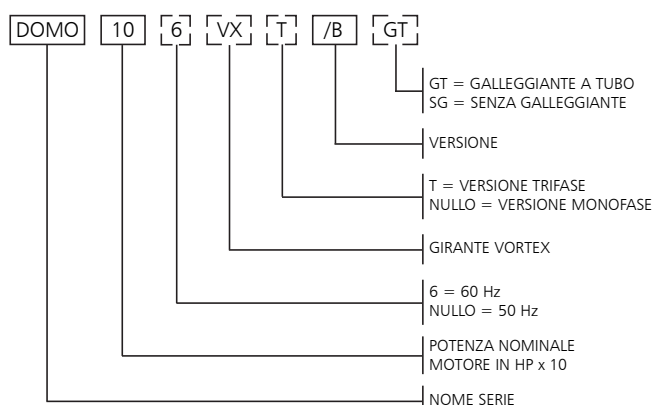 DOMO 10 6 VX T /B GT
GT = GALLEGGIANTE A TUBO
SG = SENZA GALLEGGIANTE
VERSIONE
T = VERSIONE TRIFASE
NULLO = VERSIONE MONOFASE
GIRANTE VORTEX
6 = 60 Hz
NULLO = 50 Hz
POTENZA NOMINALE
MOTORE IN HP x 10
NOME SERIE